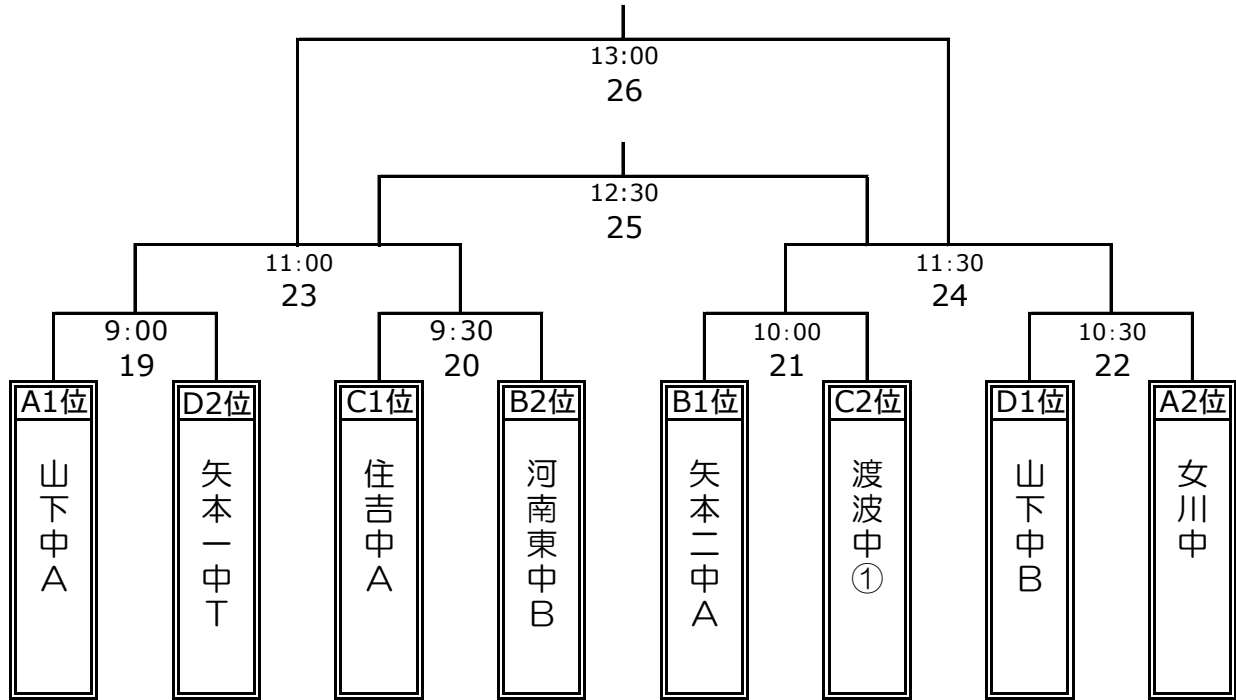 13:00
26
12:30
25
11:00
23
11:30
24
9:00
19
9:30
20
10:00
21
10:30
22
A1位
D2位
C1位
B2位
B1位
C2位
D1位
A2位
山下中A
矢本一中T
住吉中A
河南東中B
矢本二中A
渡波中①
山下中B
女川中